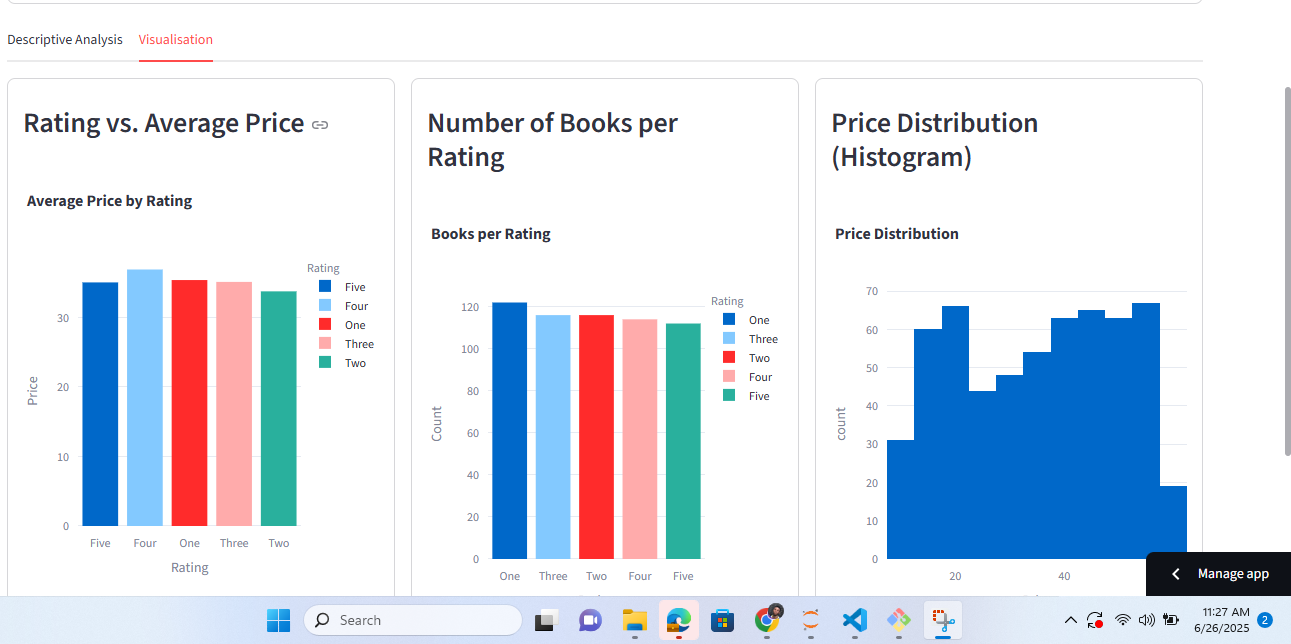 Descriptive Analysis
Visualisation
Rating vs. Average Price
Average Price by Rating
Rating
Five
Four
One
Three
Two
30
20
10
0
Price
Five Four One Three Two
Rating
Number of Books per
Rating
Books per Rating
Rating
One
Three
Two
Four
Five
120
100
80
60
40
20
0
Count
One Three Two Four Five
Price Distribution
(Histogram)
Price Distribution
70
60
50
40
30
20
10
0
count
20 40
Manage app
Search
11:27 AM
6/26/2025
2